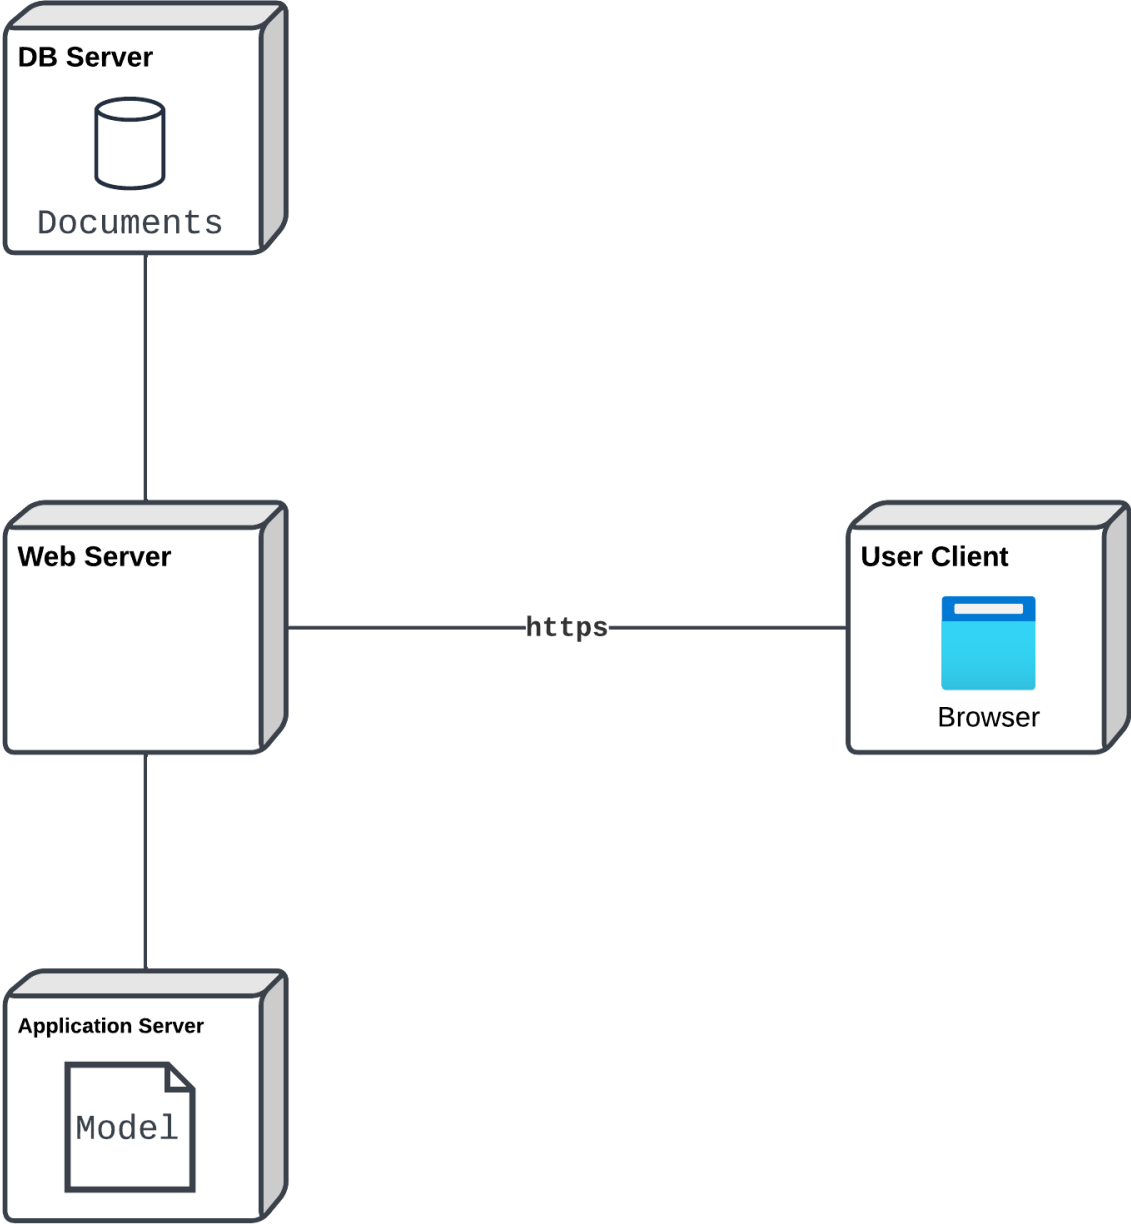 DB Server
Documents
Web Server
https
User Client
Browser
Application Server
Model